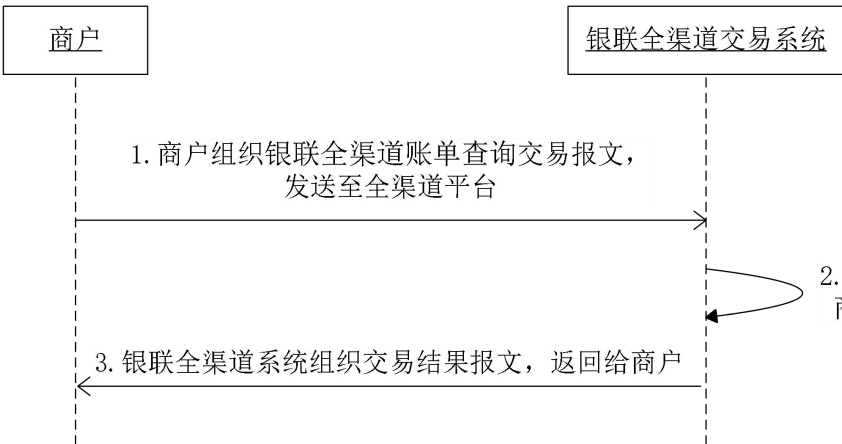 商户
银联全渠道交易系统
1.商户组织银联全渠道账单查询交易报文，
发送至全渠道平台
2.
3.银联全渠道系统组织交易结果报文，返回给商户